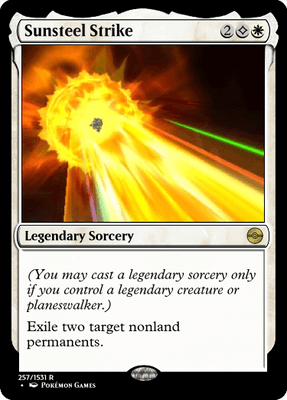 Sunsteel Strike 2
Legendary Sorcery
(You may cast a legendary sorcery only
if you control a legendary creature or
planeswalker.)
Exile two target nonland
permanents.
257/1531 R
• Pokémon Games